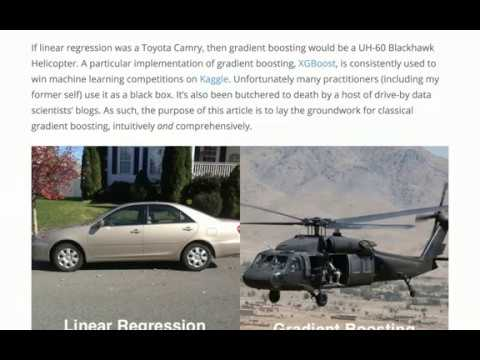 If linear regression was a Toyota Camry, then gradient boosting would be a UH-60 Blackhawk
Helicopter. A particular implementation of gradient boosting, XGBoost, is consistently used to
win machine learning competitions on Kaggle. Unfortunately many practitioners (including my
former self) use it as a black box. It's also been butchered to death by a host of drive-by data
scientists' blogs. As such, the purpose of this article is to lay the groundwork for classical
gradient boosting, intuitively and comprehensively.
Linear Regression
Gradient Boosting